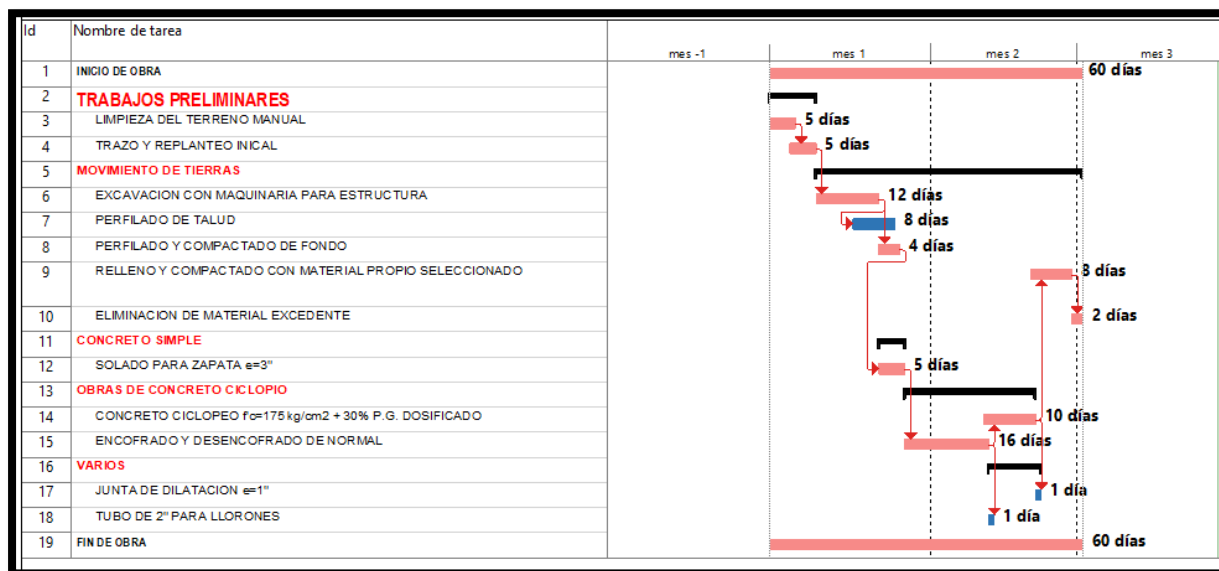 Id Nombre de tarea
mes -1 mes 1 mes 2 mes 3
1 INICIO DE OBRA 60 días
2 TRABAJOS PRELIMINARES
3 LIMPIEZA DEL TERRENO MANUAL 5 días
4 TRAZO Y REPLANTEO INICAL 5 días
5 MOVIMIENTO DE TIERRAS
6 EXCAVACION CON MAQUINARIA PARA ESTRUCTURA 12 días
7 PERFILADO DE TALUD 8 días
8 PERFILADO Y COMPACTADO DE FONDO 4 días
9 RELLENO Y COMPACTADO CON MATERIAL PROPIO SELECCIONADO 8 días
10 ELIMINACION DE MATERIAL EXCEDENTE 2 días
11 CONCRETO SIMPLE
12 SOLADO PARA ZAPATA e=3" 5 días
13 OBRAS DE CONCRETO CICLOPIO
14 CONCRETO CICLOPEO f'c=175 kg/cm2 + 30% P.G. DOSIFICADO 10 días
15 ENCOFRADO Y DESENCOFRADO DE NORMAL 16 días
16 VARIOS
17 JUNTA DE DILATACION e=1" 1 día
18 TUBO DE 2" PARA LLORONES 1 día
19 FIN DE OBRA 60 días